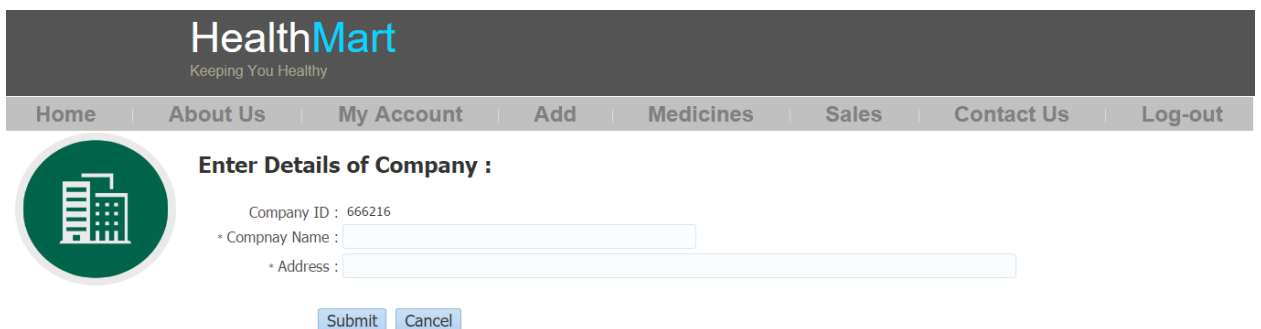 HealthMart
Keeping You Healthy
Home About Us My Account Add Medicines Sales Contact Us Log-out
Enter Details of Company :
Company ID : 666216
* Compnay Name :
* Address :
Submit Cancel